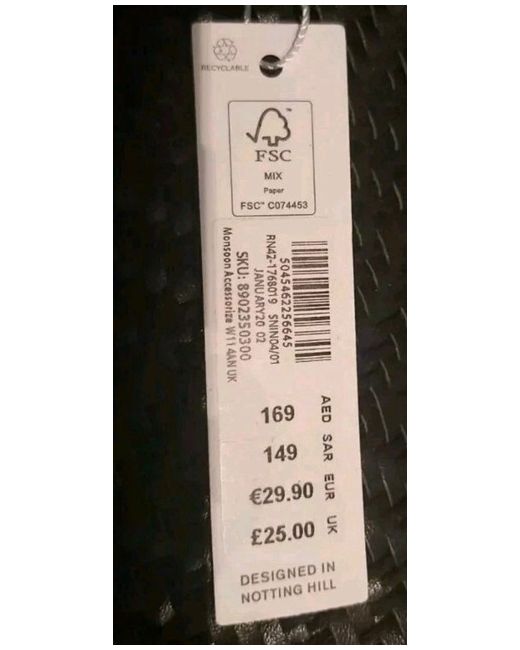 RECYCLABLE
™
FSC
MIX
Paper
FSC™ C074453
5045462256645
RN42-1768019 SNIN04/01
JANUARY20 02
SKU: 8902350300
Monsoon Accessorize W11 4AN UK
169 AED
149 SAR
€29.90 EUR
£25.00 UK
DESIGNED IN
NOTTING HILL